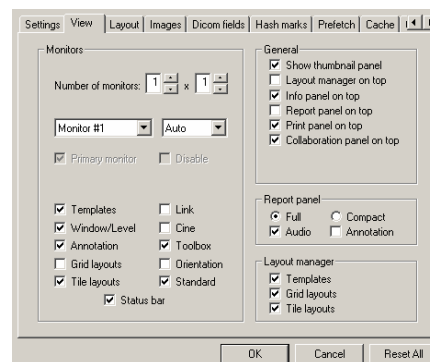 Settings View Layout Images Dicom fields Hash marks Prefetch Cache
Monitors
Number of monitors: 1 x 1
Monitor #1 Auto
Primary monitor Disable
Templates Link
Window/Level Cine
Annotation Toolbox
Grid layouts Orientation
Tile layouts Standard
Status bar
General
Show thumbnail panel
Layout manager on top
Info panel on top
Report panel on top
Print panel on top
Collaboration panel on top
Report panel
Full Compact
Audio Annotation
Layout manager
Templates
Grid layouts
Tile layouts
OK Cancel Reset All